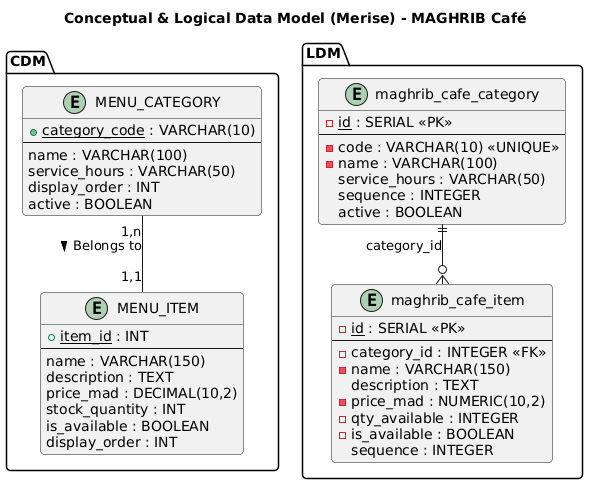 Conceptual & Logical Data Model (Merise) - MAGHRIB Café
CDM
E MENU_CATEGORY
category_code : VARCHAR(10)
name : VARCHAR(100)
service_hours : VARCHAR(50)
display_order : INT
active : BOOLEAN
1,n
Belongs to
1,1
E MENU_ITEM
item_id : INT
name : VARCHAR(150)
description : TEXT
price_mad : DECIMAL(10,2)
stock_quantity : INT
is_available : BOOLEAN
display_order : INT
LDM
E maghrib_cafe_category
id : SERIAL «PK»
code : VARCHAR(10) «UNIQUE»
name : VARCHAR(100)
service_hours : VARCHAR(50)
sequence : INTEGER
active : BOOLEAN
category_id
E maghrib_cafe_item
id : SERIAL «PK»
category_id : INTEGER «FK»
name : VARCHAR(150)
description : TEXT
price_mad : NUMERIC(10,2)
qty_available : INTEGER
is_available : BOOLEAN
sequence : INTEGER